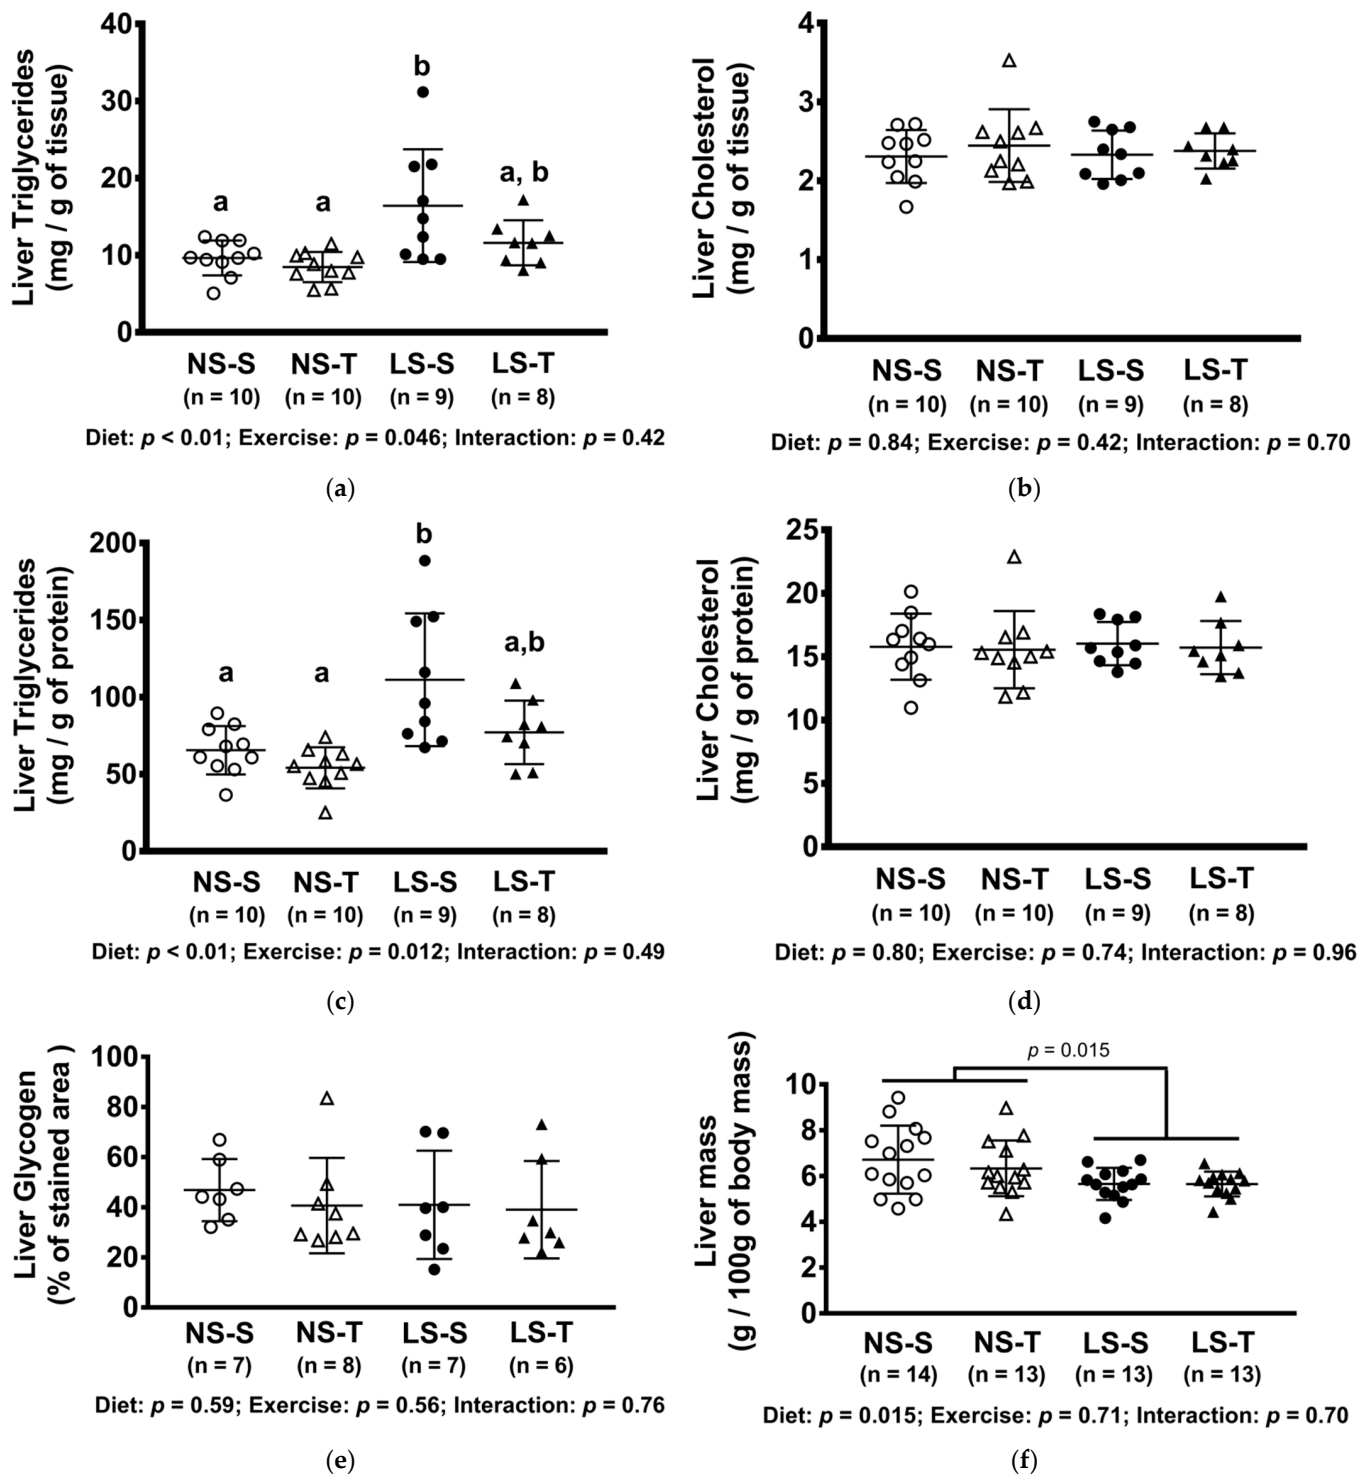 Liver Triglycerides
(mg / g of tissue)
40
30
20
10
0
a
a
b
a, b
NS-S
NS-T
LS-S
LS-T
(n = 10)
(n = 10)
(n = 9)
(n = 8)
Diet: p < 0.01; Exercise: p = 0.046; Interaction: p = 0.42
(a)
Liver Cholesterol
(mg / g of tissue)
4
3
2
1
0
NS-S
NS-T
LS-S
LS-T
(n = 10)
(n = 10)
(n = 9)
(n = 8)
Diet: p = 0.84; Exercise: p = 0.42; Interaction: p = 0.70
(b)
Liver Triglycerides
(mg / g of protein)
200
150
100
50
0
a
a
b
a,b
NS-S
NS-T
LS-S
LS-T
(n = 10)
(n = 10)
(n = 9)
(n = 8)
Diet: p < 0.01; Exercise: p = 0.012; Interaction: p = 0.49
(c)
Liver Cholesterol
(mg / g of protein)
25
20
15
10
5
0
NS-S
NS-T
LS-S
LS-T
(n = 10)
(n = 10)
(n = 9)
(n = 8)
Diet: p = 0.80; Exercise: p = 0.74; Interaction: p = 0.96
(d)
Liver Glycogen
(% of stained area)
100
80
60
40
20
0
NS-S
NS-T
LS-S
LS-T
(n = 7)
(n = 8)
(n = 7)
(n = 6)
Diet: p = 0.59; Exercise: p = 0.56; Interaction: p = 0.76
(e)
Liver mass
(g / 100g of body mass)
p = 0.015
10
8
6
4
2
0
NS-S
NS-T
LS-S
LS-T
(n = 14)
(n = 13)
(n = 13)
(n = 13)
Diet: p = 0.015; Exercise: p = 0.71; Interaction: p = 0.70
(f)